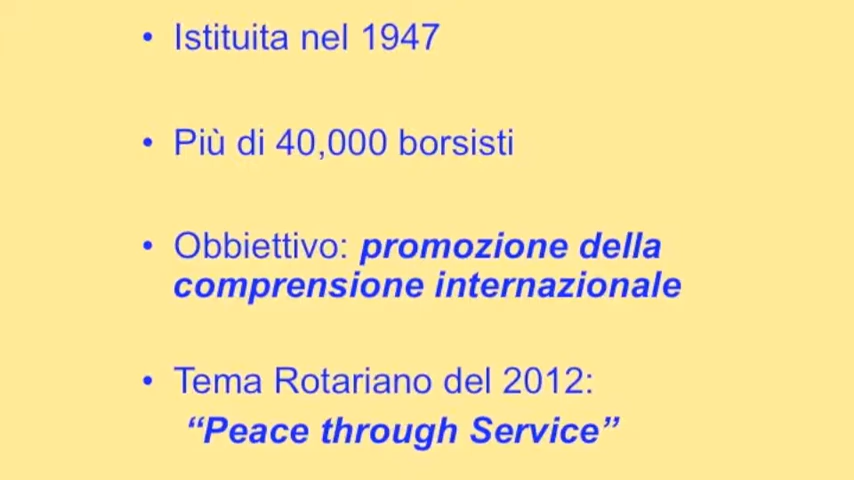 • Istituita nel 1947
• Più di 40,000 borsisti
• Obbiettivo: promozione della
comprensione internazionale
• Tema Rotariano del 2012:
“Peace through Service”